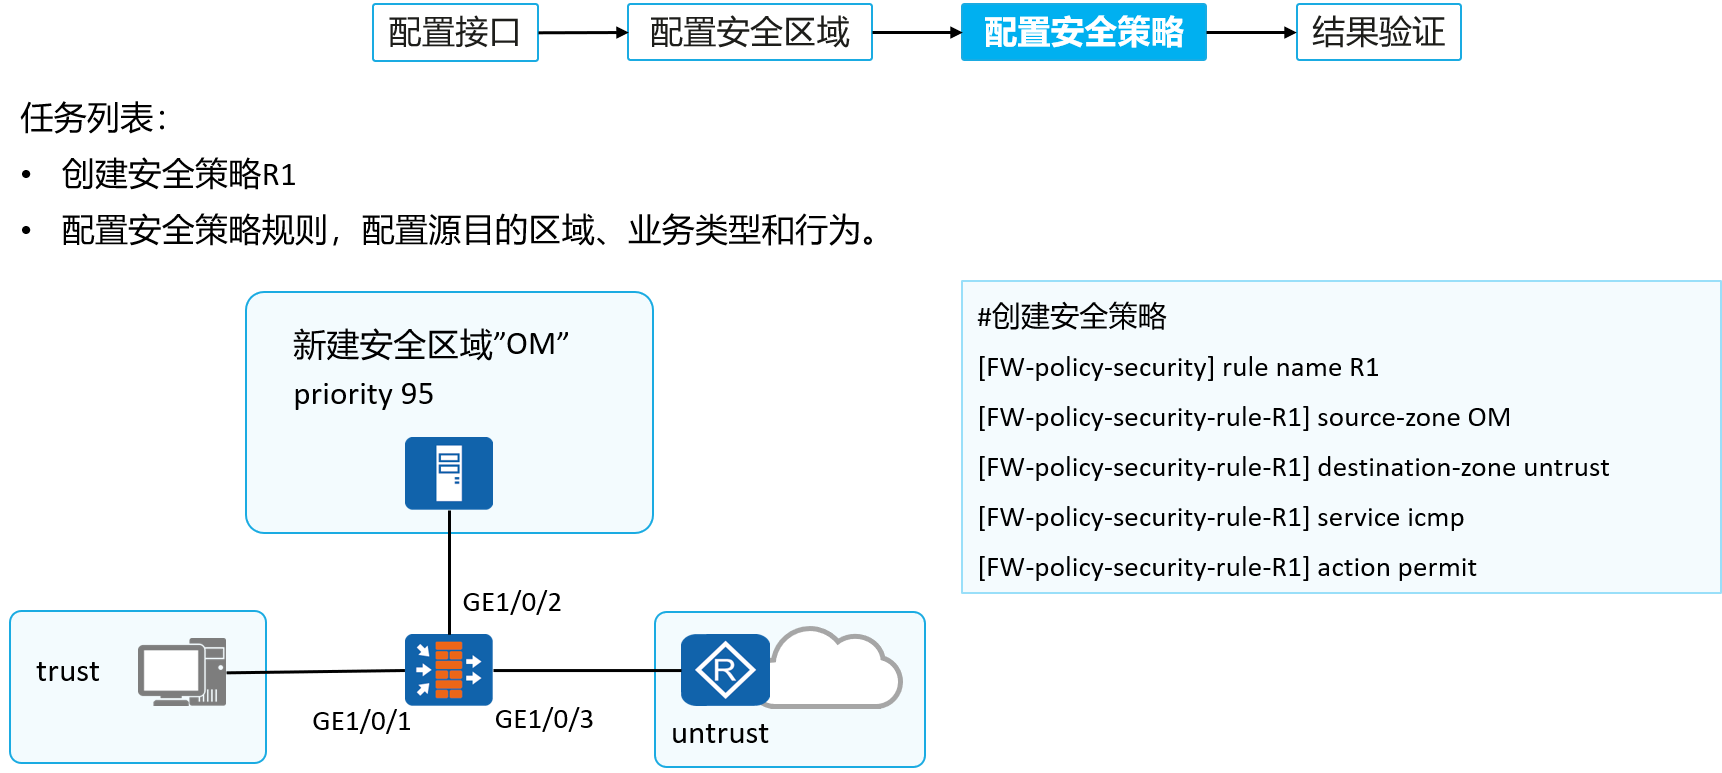 配置接口
配置安全区域
配置安全策略
结果验证
任务列表：
• 创建安全策略R1
• 配置安全策略规则，配置源目的区域、业务类型和行为。
新建安全区域”OM”
priority 95
GE1/0/2
trust
GE1/0/1
GE1/0/3
R
untrust
#创建安全策略
[FW-policy-security] rule name R1
[FW-policy-security-rule-R1] source-zone OM
[FW-policy-security-rule-R1] destination-zone untrust
[FW-policy-security-rule-R1] service icmp
[FW-policy-security-rule-R1] action permit